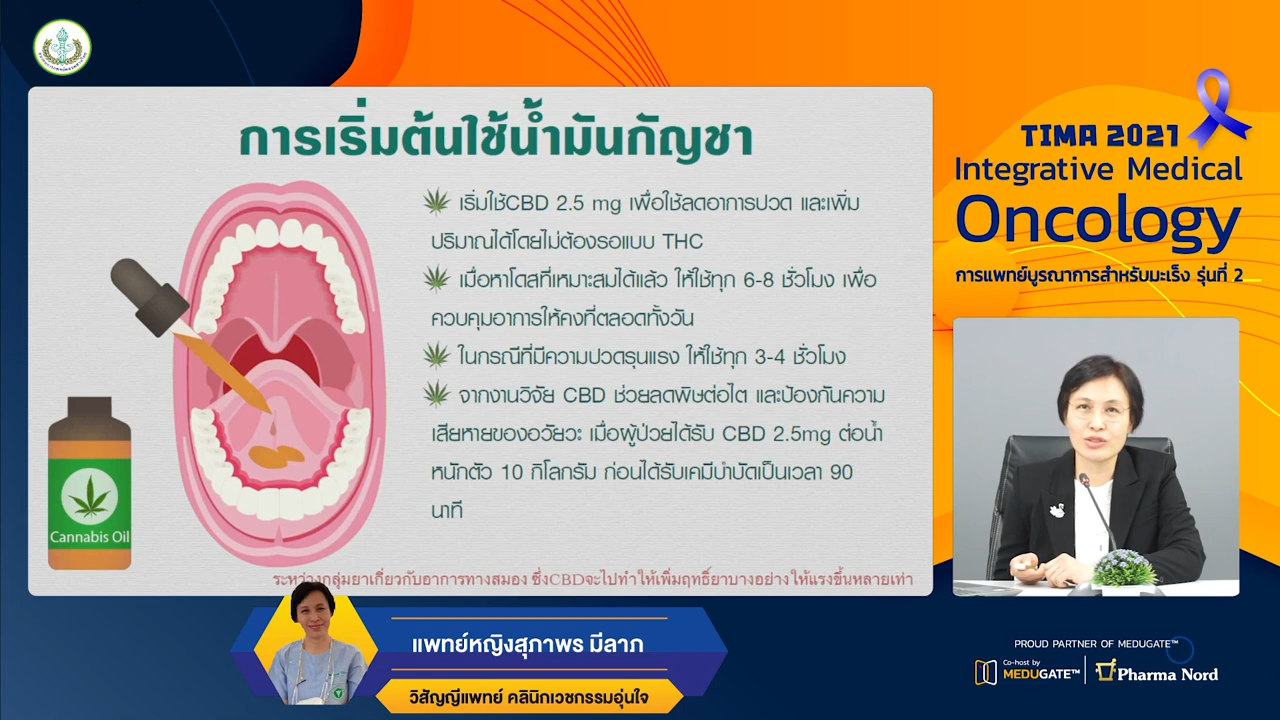 การเริ่มต้นใช้น้ำมันกัญชา
เริ่มใช้CBD 2.5 mg เพื่อใช้ลดอาการปวด และเพิ่ม
ปริมาณได้โดยไม่ต้องรอแบบ THC
เมื่อหาโดสที่เหมาะสมได้แล้ว ให้ใช้ทุก 6-8 ชั่วโมง เพื่อ
ควบคุมอาการให้คงที่ตลอดทั้งวัน
ในกรณีที่มีความปวดรุนแรง ให้ใช้ทุก 3-4 ชั่วโมง
จากงานวิจัย CBD ช่วยลดพิษต่อไต และป้องกันความ
เสียหายของอวัยวะ เมื่อผู้ป่วยได้รับ CBD 2.5mg ต่อน้ำ
หนักตัว 10 กิโลกรัม ก่อนได้รับเคมีบำบัดเป็นเวลา 90
นาที
Cannabis Oil
ระหว่างกลุ่มยาเกี่ยวกับอาการทางสมอง ซึ่งCBDจะไปทำให้เพิ่มฤทธิ์ยาบางอย่างให้แรงขึ้นหลายเท่า
TIMA 2021
Integrative Medical
Oncology
การแพทย์บูรณาการสำหรับมะเร็ง รุ่นที่ 2
แพทย์หญิงสุภาพร มีลาภ
วิสัญญีแพทย์ คลินิกเวชกรรมอุ่นใจ
PROUD PARTNER OF MEDUGATE™
Co-host by
MEDUGATE™
Pharma Nord